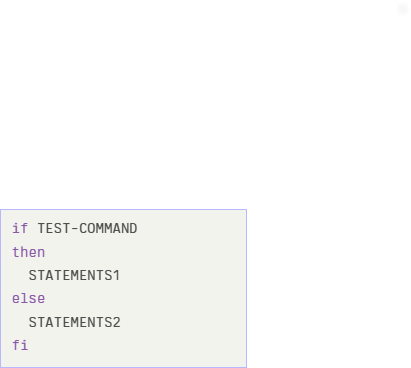 if TEST-COMMAND
then
  STATEMENTS1
else
  STATEMENTS2
fi